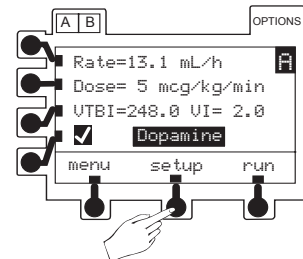 A B OPTIONS
Rate=13.1 mL/h A
Dose= 5 mcg/kg/min
VTBI=248.0 VI= 2.0
Dopamine
menu setup run